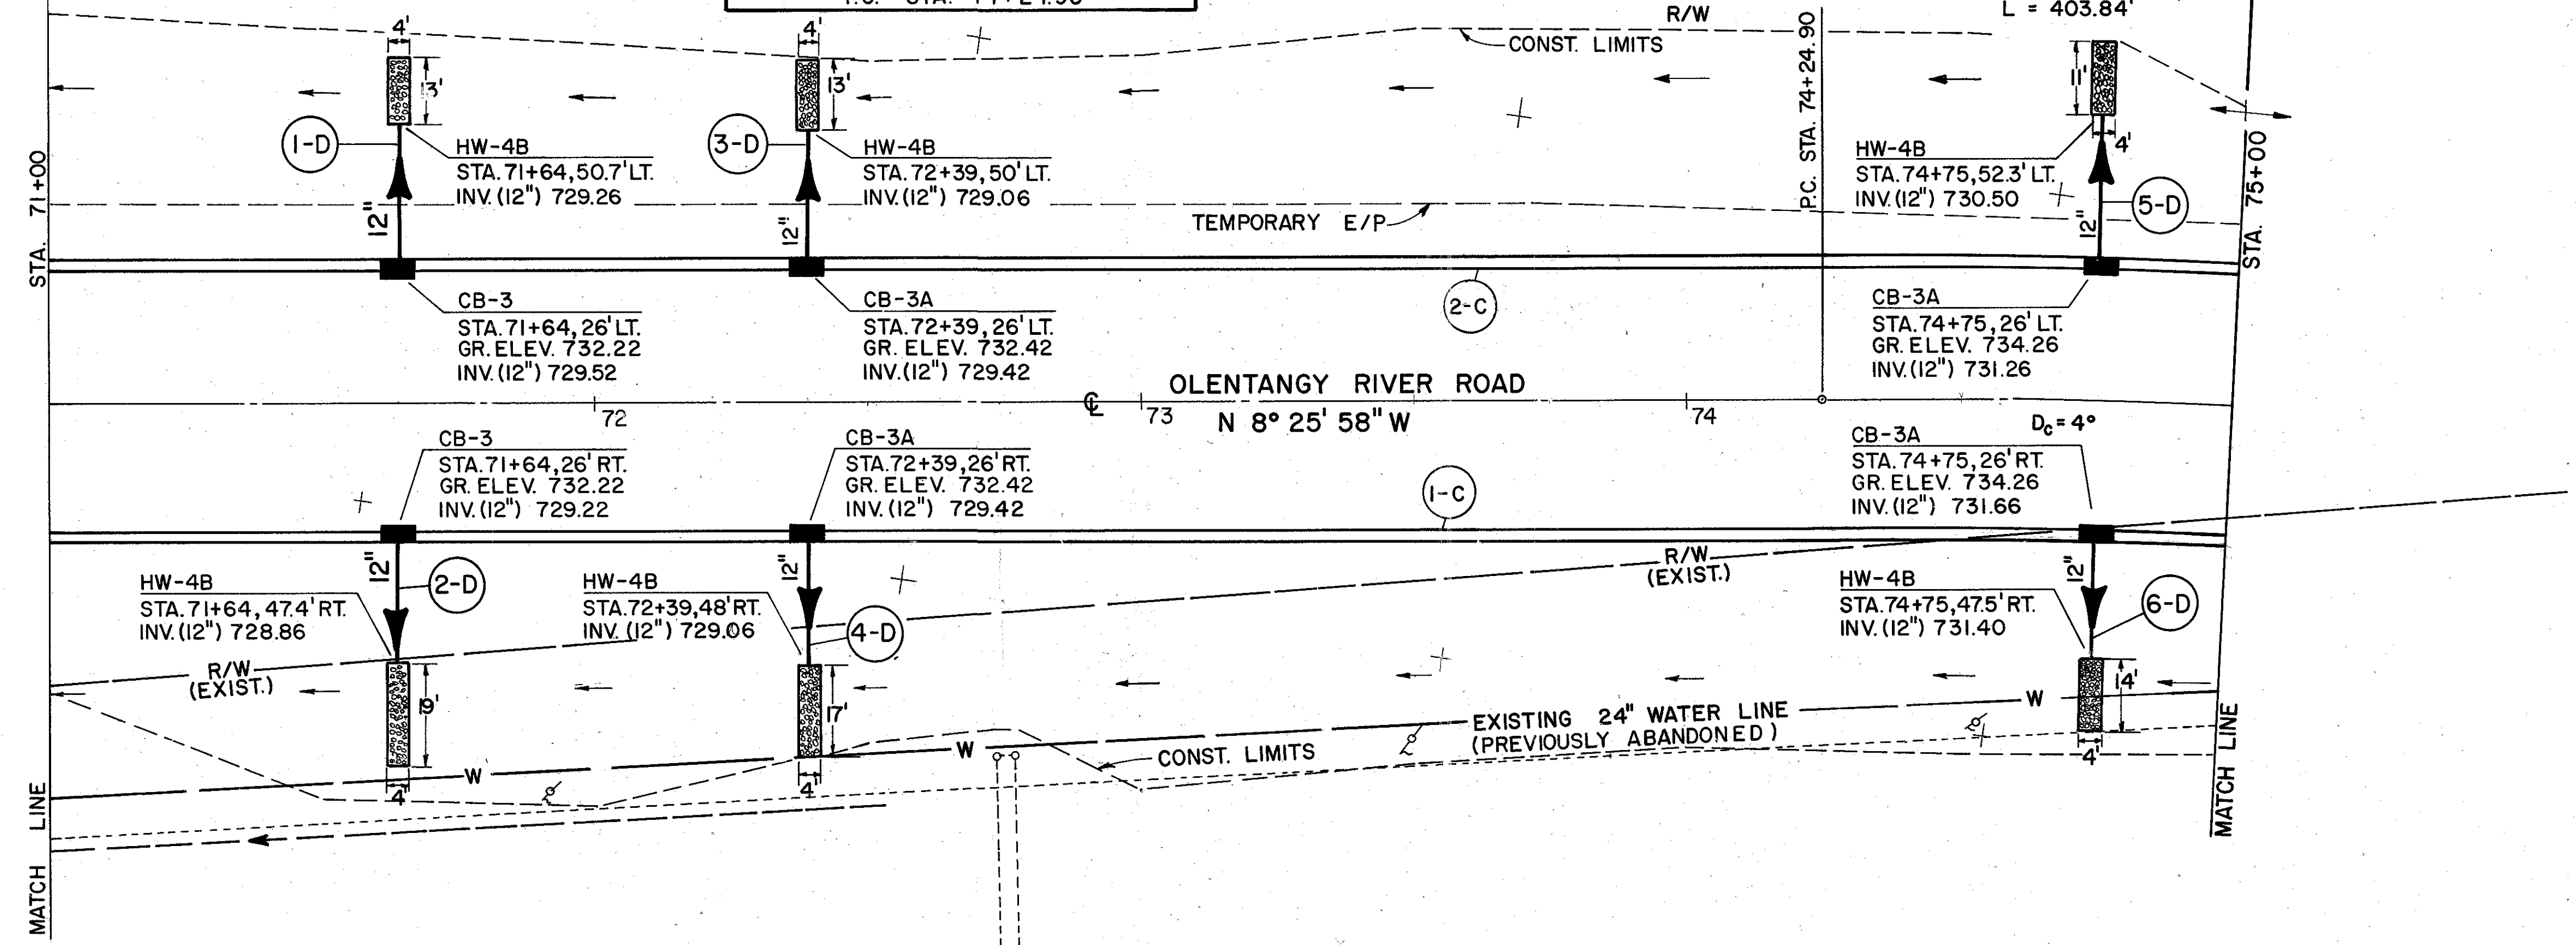 P.C. STA. 74+24.90
L = 403.84'
R/W
CONST. LIMITS
P.C. STA. 74+24.90
4'
13'
1-D
HW-4B
STA.71+64,50.7'LT.
INV.(12") 729.26
12"
4'
13'
3-D
HW-4B
STA.72+39,50'LT.
INV.(12") 729.06
12"
11'
4'
HW-4B
STA.74+75,52.3'LT.
INV.(12") 730.50
5-D
12"
STA. 71+00
STA. 75+00
TEMPORARY E/P
CB-3
STA.71+64,26'LT.
GR. ELEV. 732.22
INV.(12") 729.52
CB-3A
STA.72+39,26'LT.
GR. ELEV. 732.42
INV.(12") 729.42
2-C
CB-3A
STA.74+75,26'LT.
GR. ELEV. 734.26
INV.(12") 731.26
OLENTANGY RIVER ROAD
72
℄
73
N 8° 25' 58" W
74
Dc = 4°
CB-3
STA.71+64,26'RT.
GR. ELEV. 732.22
INV.(12") 729.22
CB-3A
STA.72+39,26'RT.
GR. ELEV. 732.42
INV.(12") 729.42
1-C
CB-3A
STA.74+75,26'RT.
GR. ELEV. 734.26
INV.(12") 731.66
12"
2-D
HW-4B
STA.71+64,47.4'RT.
INV.(12") 728.86
12"
4-D
HW-4B
STA.72+39,48'RT.
INV.(12") 729.06
R/W
(EXIST.)
12"
6-D
HW-4B
STA.74+75,47.5'RT.
INV.(12") 731.40
R/W
(EXIST.)
19'
4'
W
17'
4'
W
CONST. LIMITS
EXISTING 24" WATER LINE
(PREVIOUSLY ABANDONED)
W
14'
4'
MATCH LINE
MATCH LINE